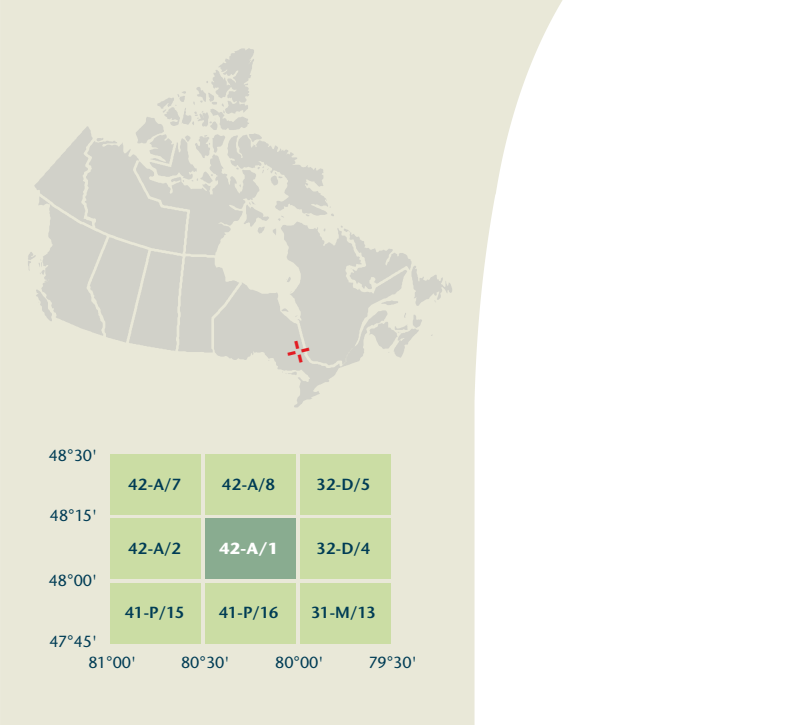 48°30'
42-A/7 42-A/8 32-D/5
48°15'
42-A/2 42-A/1 32-D/4
48°00'
41-P/15 41-P/16 31-M/13
47°45'
81°00' 80°30' 80°00' 79°30'